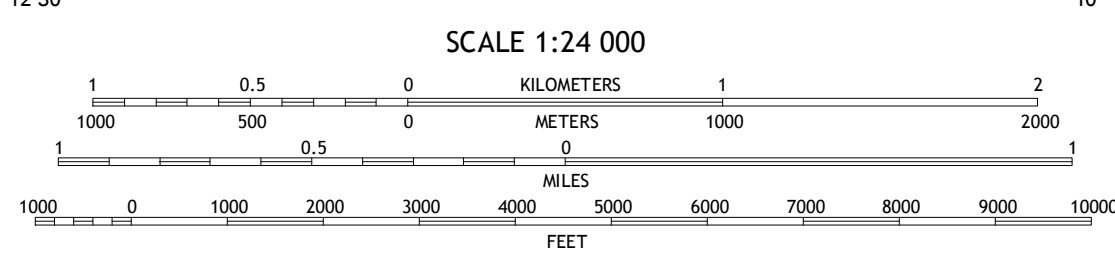 SCALE 1:24 000
1 0.5 0 KILOMETERS 1 2
1000 500 0 METERS 1000 2000
1 0.5 0 1
MILES
1000 0 1000 2000 3000 4000 5000 6000 7000 8000 9000 10000
FEET